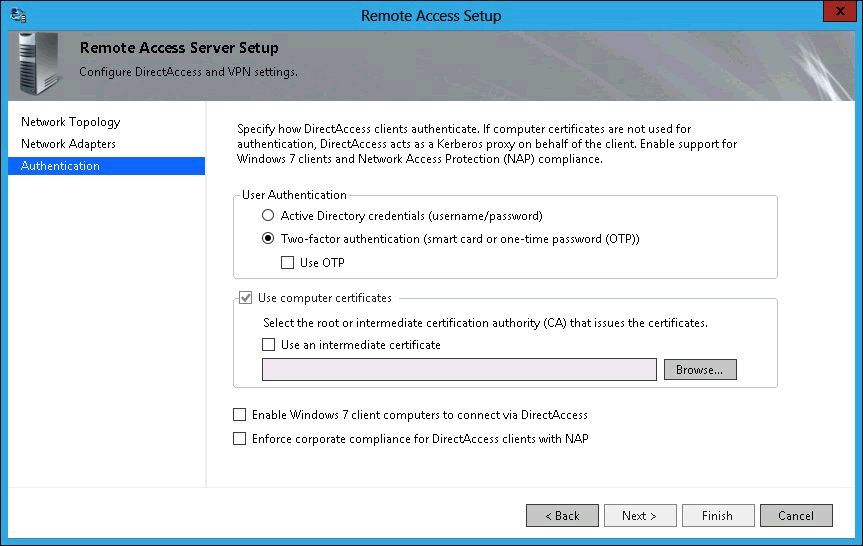 Remote Access Setup
x
Remote Access Server Setup
Configure DirectAccess and VPN settings.
Network Topology
Network Adapters
Authentication
Specify how DirectAccess clients authenticate. If computer certificates are not used for
authentication, DirectAccess acts as a Kerberos proxy on behalf of the client. Enable support for
Windows 7 clients and Network Access Protection (NAP) compliance.
User Authentication
Active Directory credentials (username/password)
Two-factor authentication (smart card or one-time password (OTP))
Use OTP
Use computer certificates
Select the root or intermediate certification authority (CA) that issues the certificates.
Use an intermediate certificate
Browse...
Enable Windows 7 client computers to connect via DirectAccess
Enforce corporate compliance for DirectAccess clients with NAP
< Back
Next >
Finish
Cancel